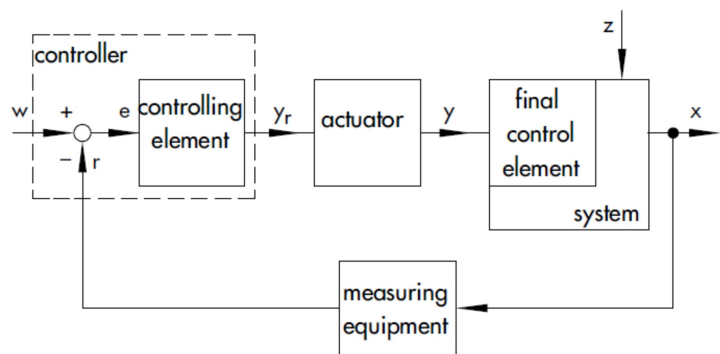 z
controller
w
+
e
controlling
element
yr
actuator
y
final
control
element
x
−
r
system
measuring
equipment